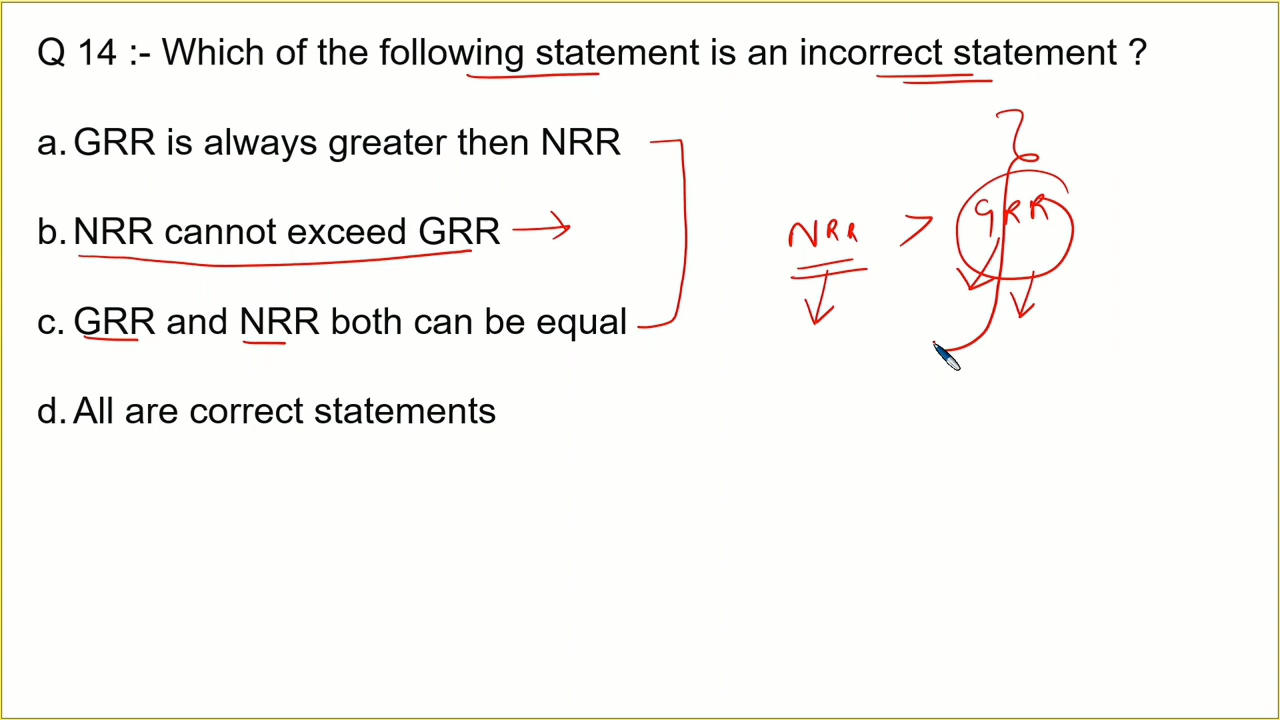 Q 14 :- Which of the following statement is an incorrect statement ?
a. GRR is always greater then NRR
b. NRR cannot exceed GRR
NRR > GRR
c. GRR and NRR both can be equal
d. All are correct statements